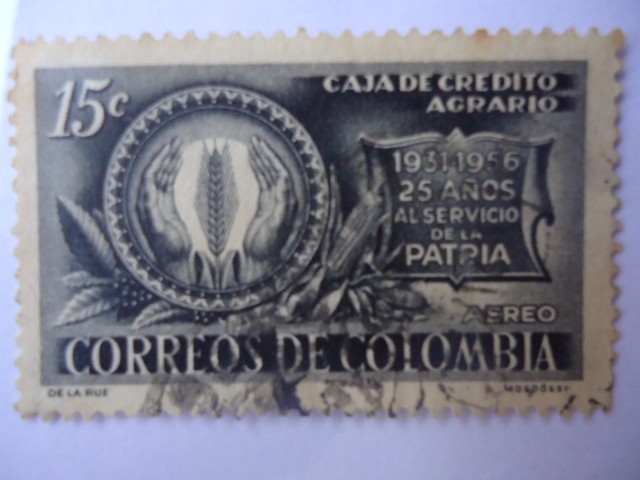 15c
CAJA DE CREDITO
AGRARIO
1931-1956
25 AÑOS
AL SERVICIO
DE LA
PATRIA
AEREO
CORREOS DE COLOMBIA
DE LA RUE
MOSDÓSSY